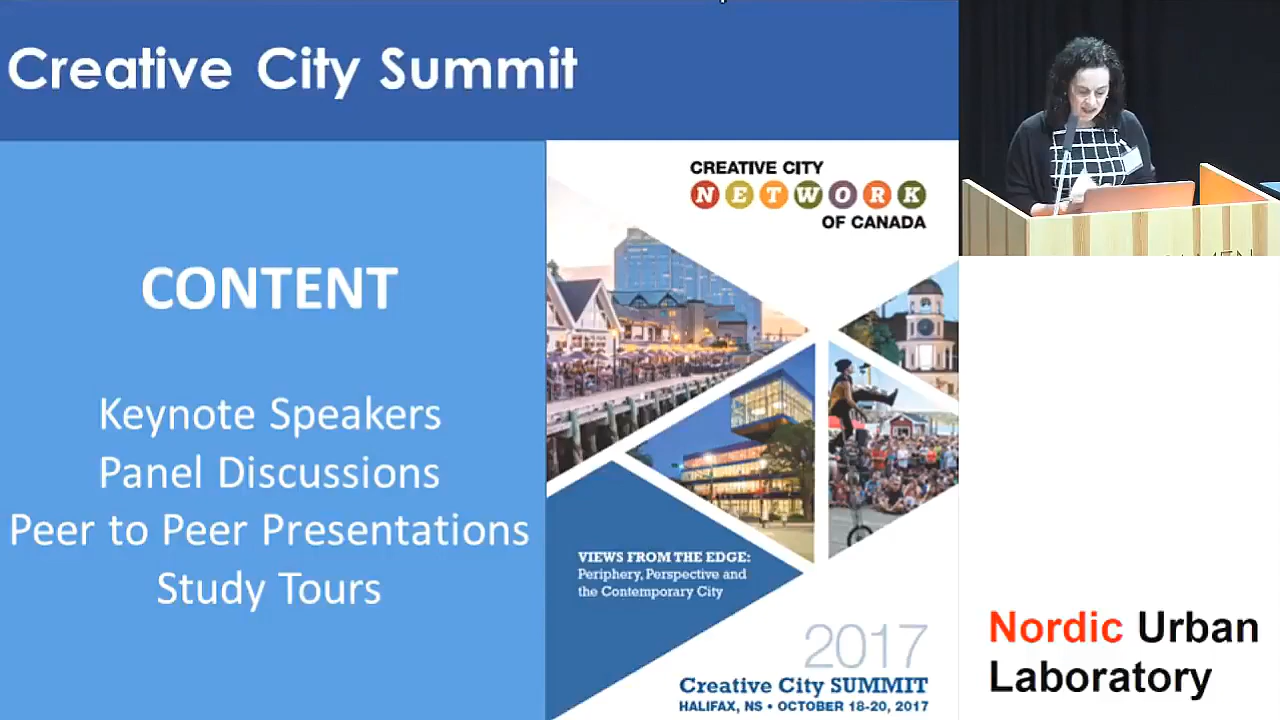 Creative City Summit
CONTENT
Keynote Speakers
Panel Discussions
Peer to Peer Presentations
Study Tours
CREATIVE CITY
NETWORK
OF CANADA
VIEWS FROM THE EDGE:
Periphery, Perspective and
the Contemporary City
2017
Creative City SUMMIT
HALIFAX, NS • OCTOBER 18-20, 2017
Nordic Urban
Laboratory